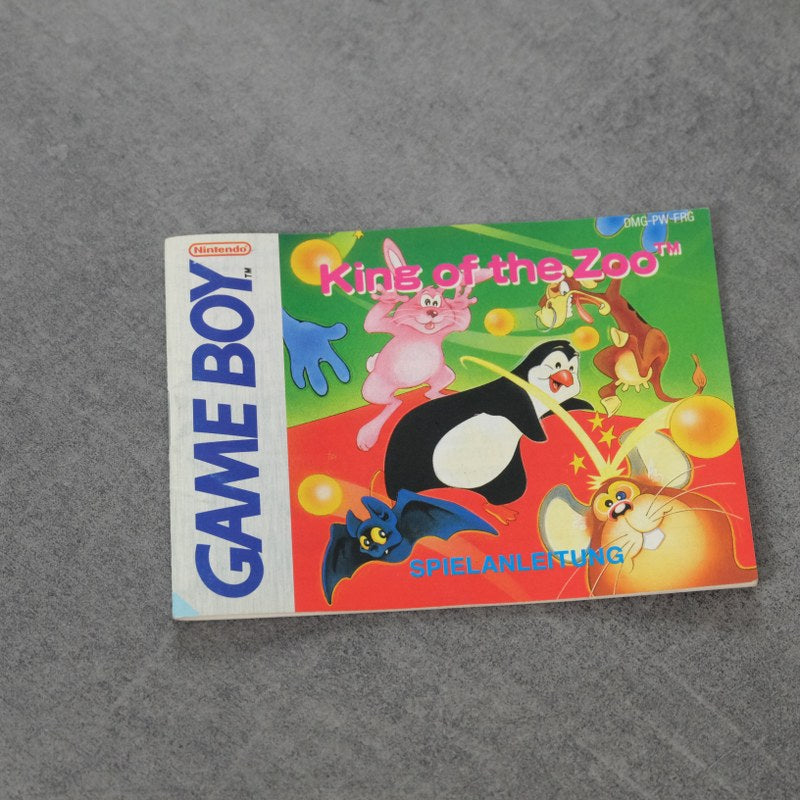 Nintendo
GAME BOY™
DMG-PW-FRG
King of the Zoo™
SPIELANLEITUNG